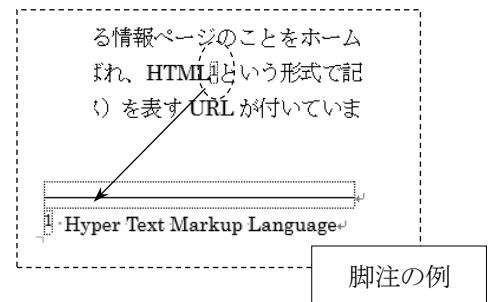 る情報ページのことをホーム
ばれ、HTML1という形式で記
）を表す URL が付いていま
1 Hyper Text Markup Language
脚注の例